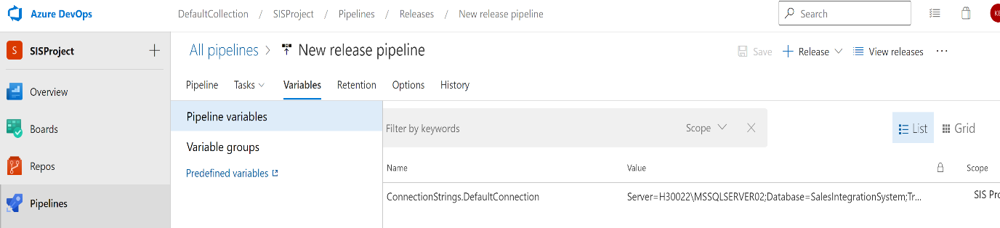 Azure DevOps
DefaultCollection / SISProject / Pipelines / Releases / New release pipeline
Search
S SISProject
All pipelines > New release pipeline
Save
Release
View releases
Pipeline Tasks Variables Retention Options History
Overview
Boards
Repos
Pipelines
Pipeline variables
Variable groups
Predefined variables
Filter by keywords
Scope
List
Grid
Name Value Scope
ConnectionStrings.DefaultConnection Server=H30022\MSSQLSERVER02;Database=SalesIntegrationSystem;Tr... SIS